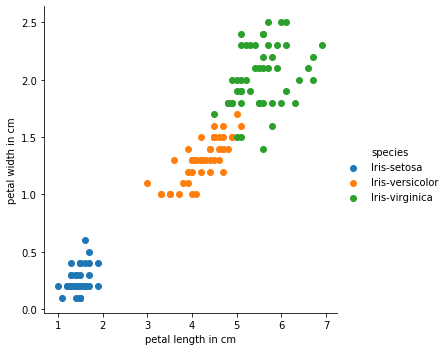 2.5
2.0
1.5
1.0
0.5
0.0
petal width in cm
1 2 3 4 5 6 7
petal length in cm
species
Iris-setosa
Iris-versicolor
Iris-virginica